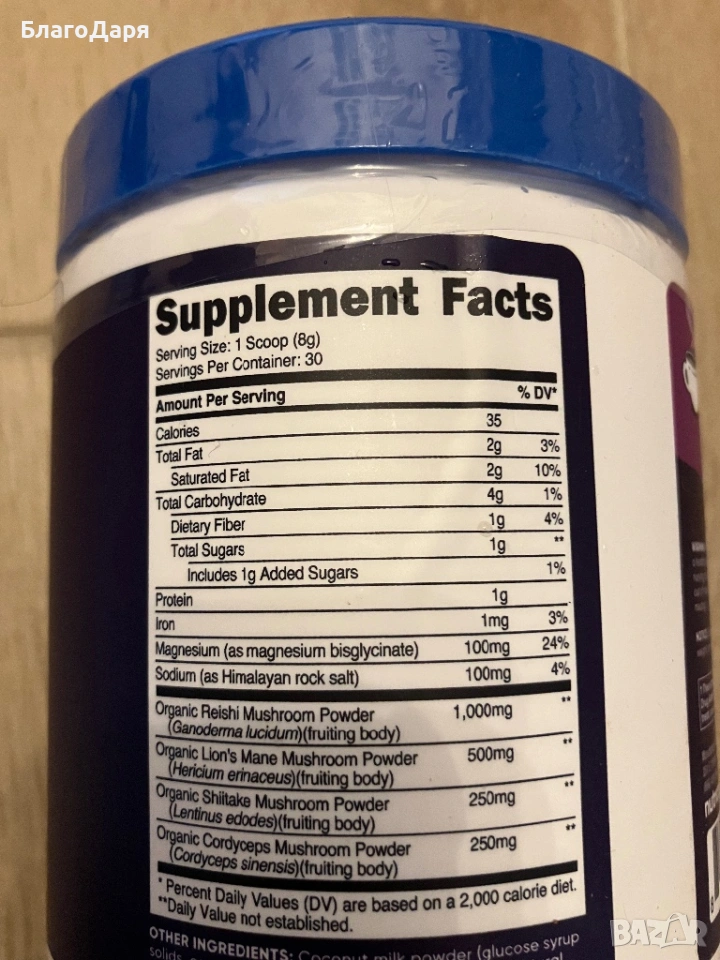 БлагоДаря
Supplement Facts
Serving Size: 1 Scoop (8g)
Servings Per Container: 30
Amount Per Serving % DV*
Calories 35
Total Fat 2g 3%
Saturated Fat 2g 10%
Total Carbohydrate 4g 1%
Dietary Fiber 1g 4%
Total Sugars 1g **
Includes 1g Added Sugars 1%
Protein 1g
Iron 1mg 3%
Magnesium (as magnesium bisglycinate) 100mg 24%
Sodium (as Himalayan rock salt) 100mg 4%
Organic Reishi Mushroom Powder 1,000mg **
(Ganoderma lucidum)(fruiting body)
Organic Lion's Mane Mushroom Powder 500mg **
(Hericium erinaceus)(fruiting body)
Organic Shiitake Mushroom Powder 250mg **
(Lentinus edodes)(fruiting body)
Organic Cordyceps Mushroom Powder 250mg **
(Cordyceps sinensis)(fruiting body)
* Percent Daily Values (DV) are based on a 2,000 calorie diet.
**Daily Value not established.
OTHER INGREDIENTS: Coconut milk powder (glucose syrup
solids,
BAZAR